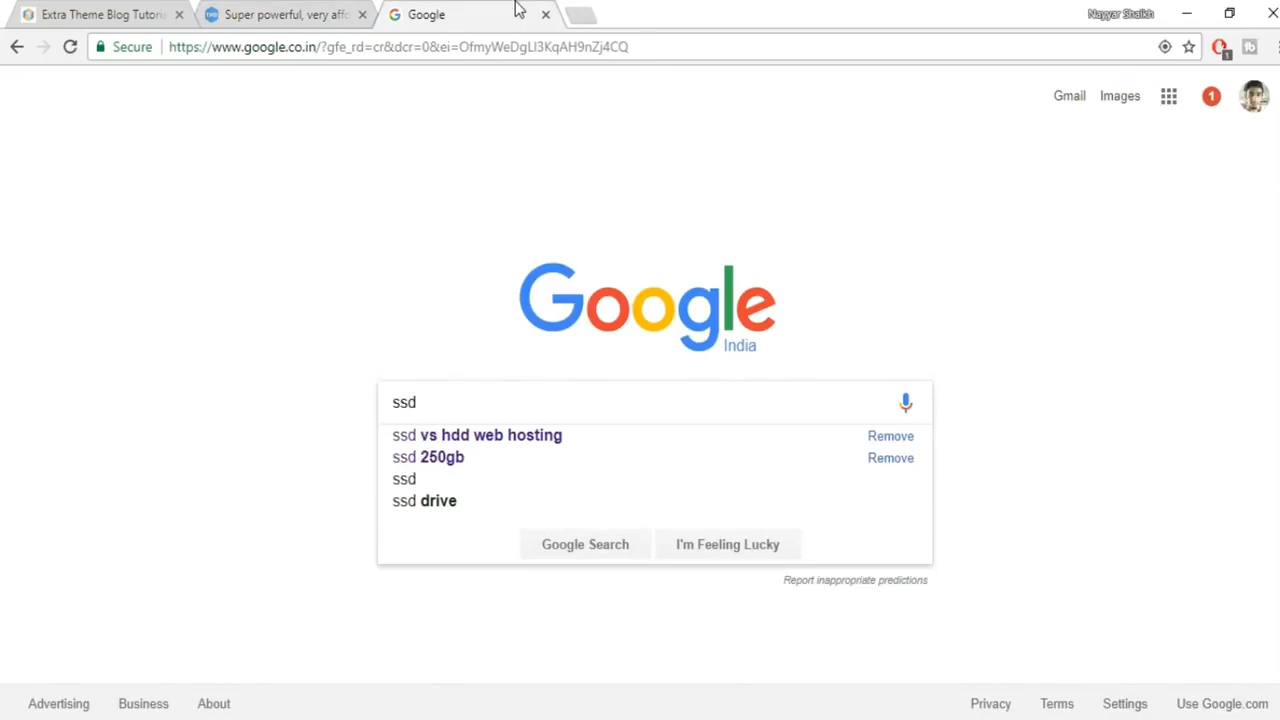 Extra Theme Blog Tutori
Super powerful, very affo
Google
Nayyar Shaikh
Secure
https://www.google.co.in/?gfe_rd=cr&dcr=0&ei=OfmyWeDgLI3KqAH9nZj4CQ
1
Gmail
Images
1
Google
India
ssd
ssd vs hdd web hosting
Remove
ssd 250gb
Remove
ssd
ssd drive
Google Search
I'm Feeling Lucky
Report inappropriate predictions
Advertising
Business
About
Privacy
Terms
Settings
Use Google.com